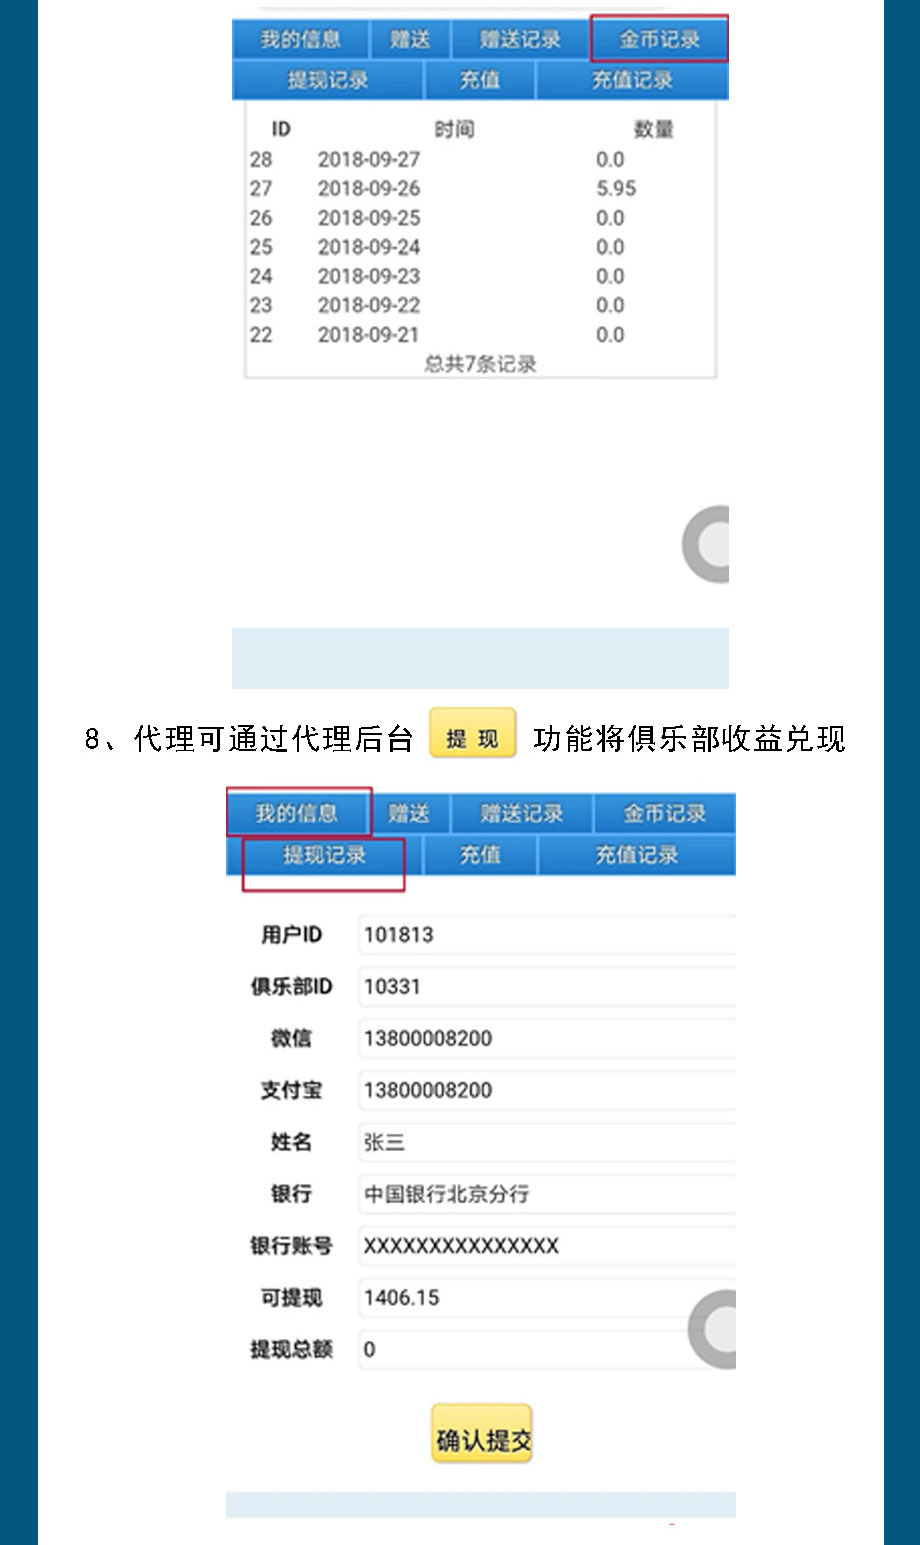 我的信息 赠送 赠送记录 金币记录
提现记录 充值 充值记录
ID 时间 数量
28 2018-09-27 0.0
27 2018-09-26 5.95
26 2018-09-25 0.0
25 2018-09-24 0.0
24 2018-09-23 0.0
23 2018-09-22 0.0
22 2018-09-21 0.0
总共7条记录
8、代理可通过代理后台 提 现 功能将俱乐部收益兑现
我的信息 赠送 赠送记录 金币记录
提现记录 充值 充值记录
用户ID 101813
俱乐部ID 10331
微信 13800008200
支付宝 13800008200
姓名 张三
银行 中国银行北京分行
银行账号 XXXXXXXXXXXXXXX
可提现 1406.15
提现总额 0
确认提交